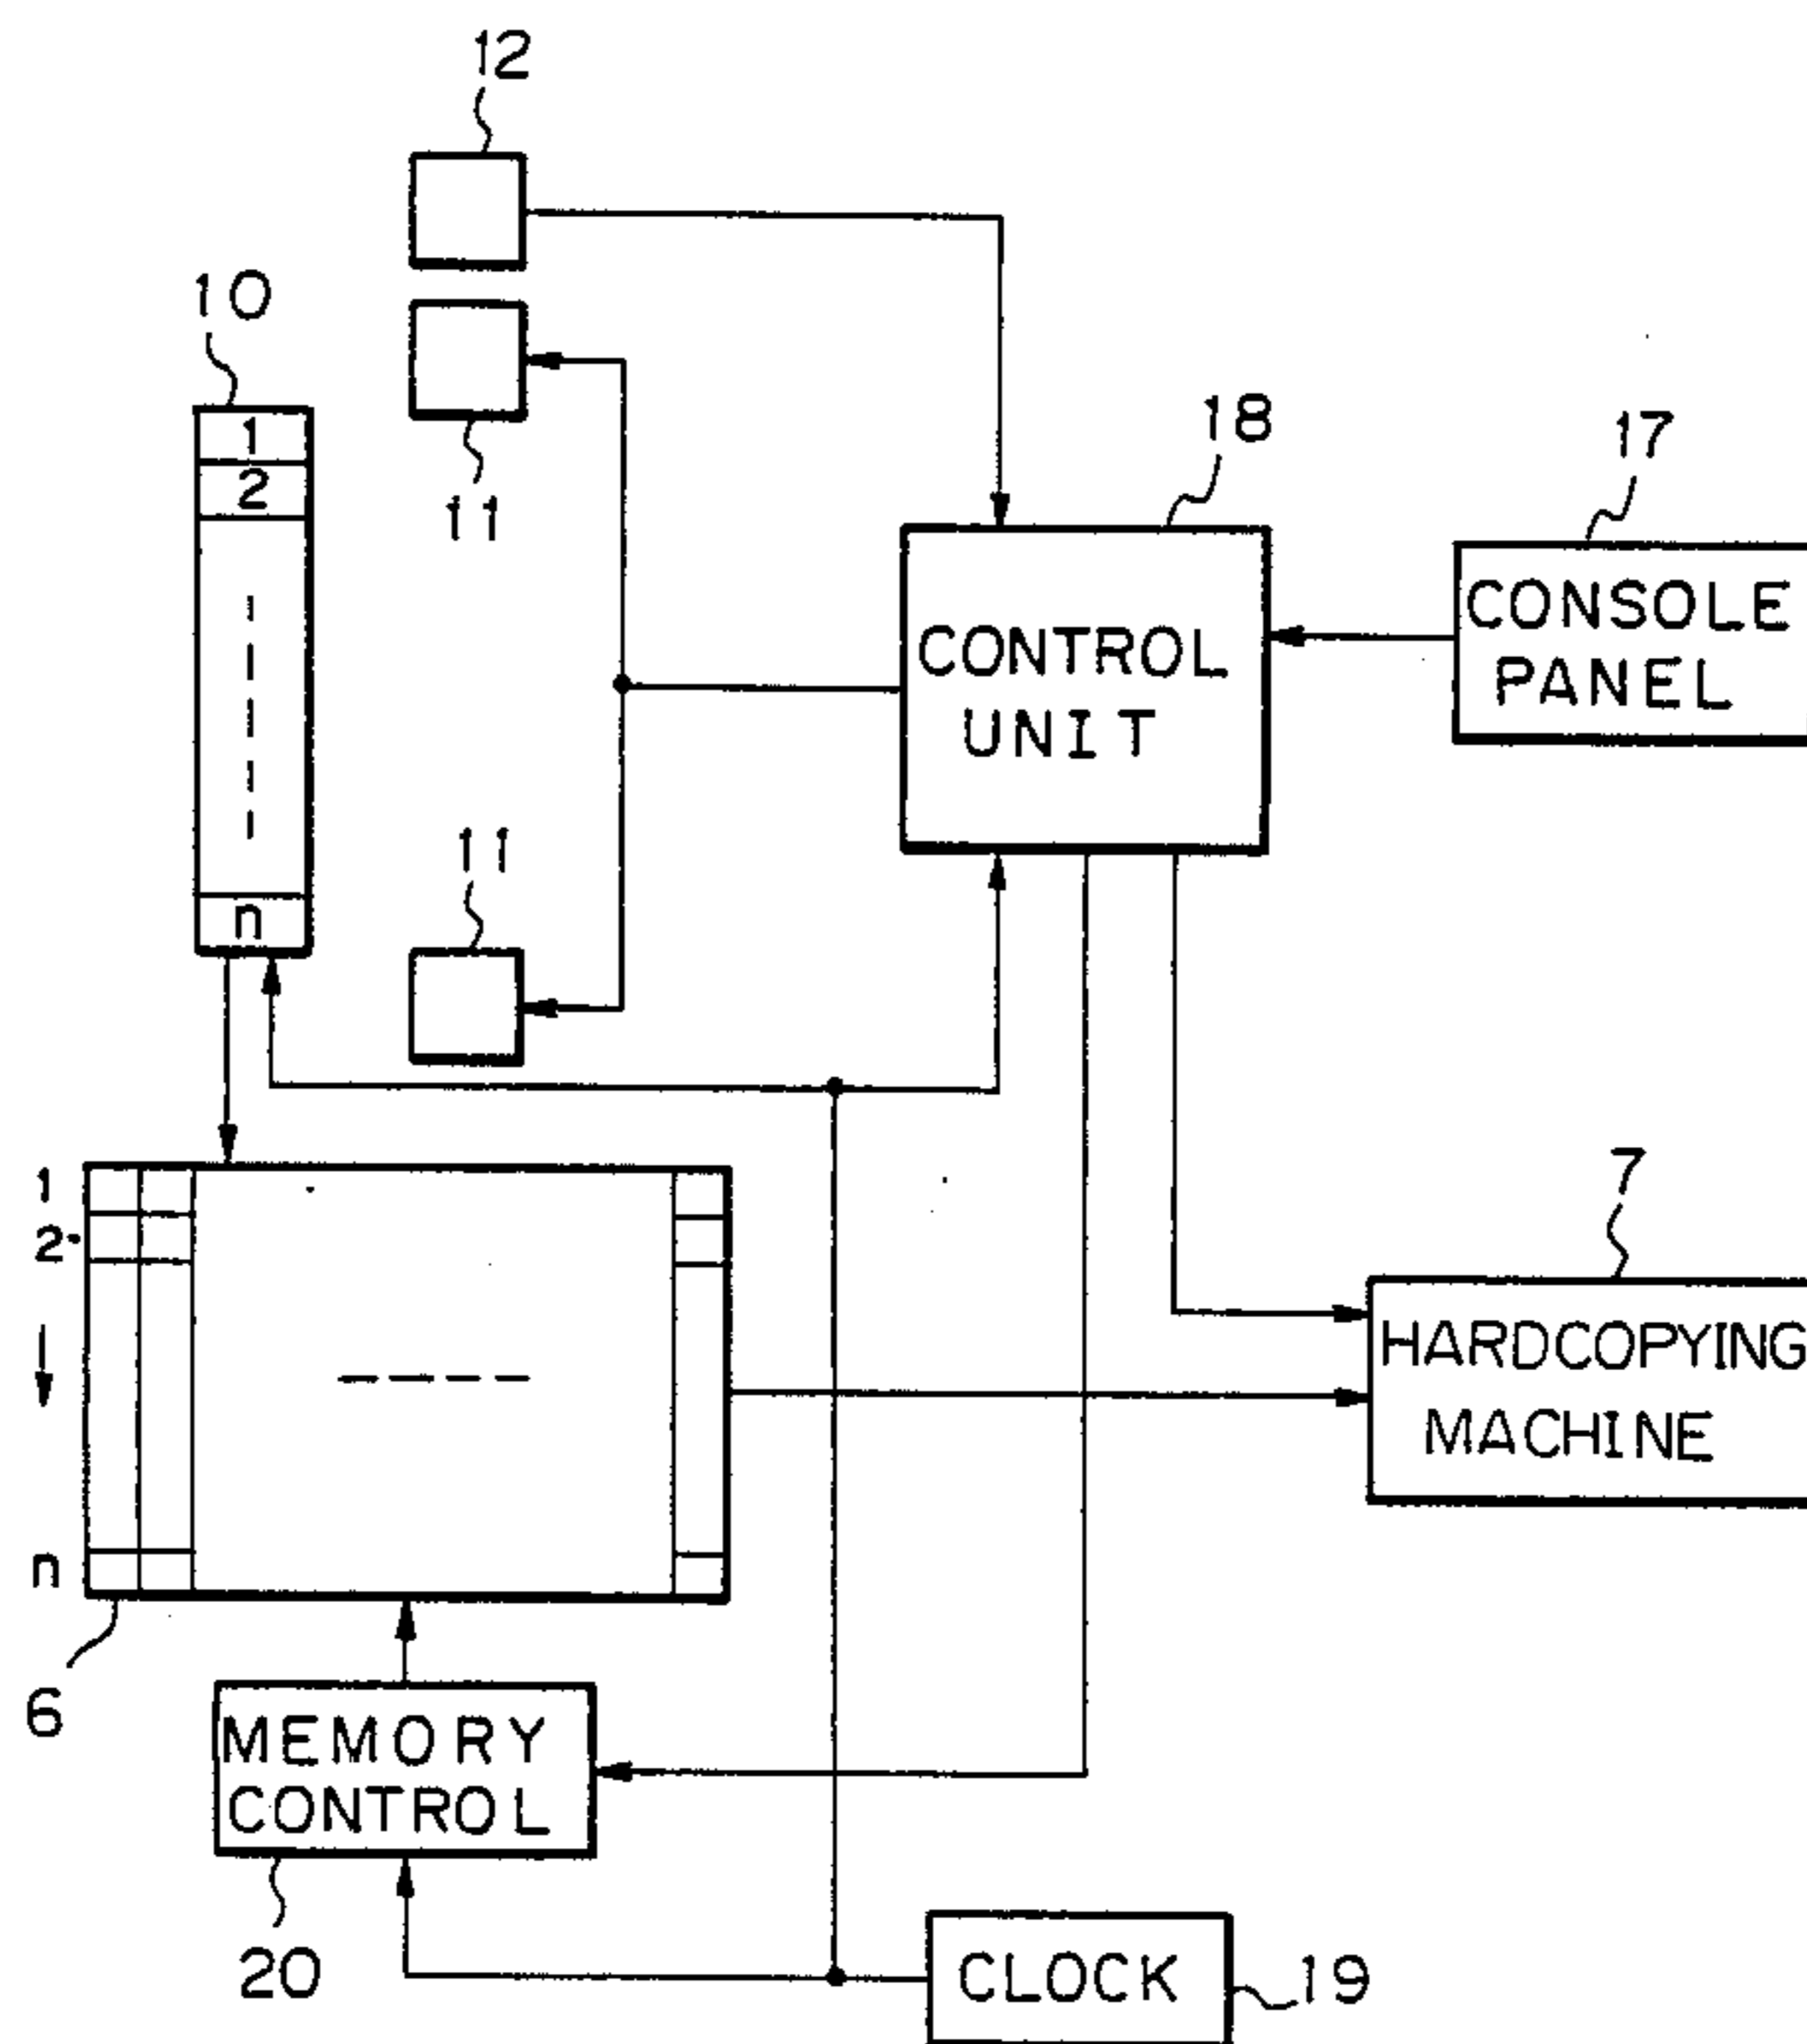 12
10
1
2
11
18
17
CONTROL
UNIT
CONSOLE
PANEL
11
n
1
2
n
6
7
HARDCOPYING
MACHINE
MEMORY
CONTROL
20
CLOCK
19